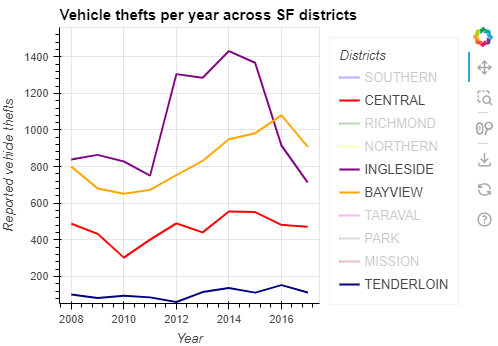 Vehicle thefts per year across SF districts
Reported vehicle thefts
1400
1200
1000
800
600
400
200
2008
2010
2012
2014
2016
Year
Districts
SOUTHERN
CENTRAL
RICHMOND
NORTHERN
INGLESIDE
BAYVIEW
TARAVAL
PARK
MISSION
TENDERLOIN